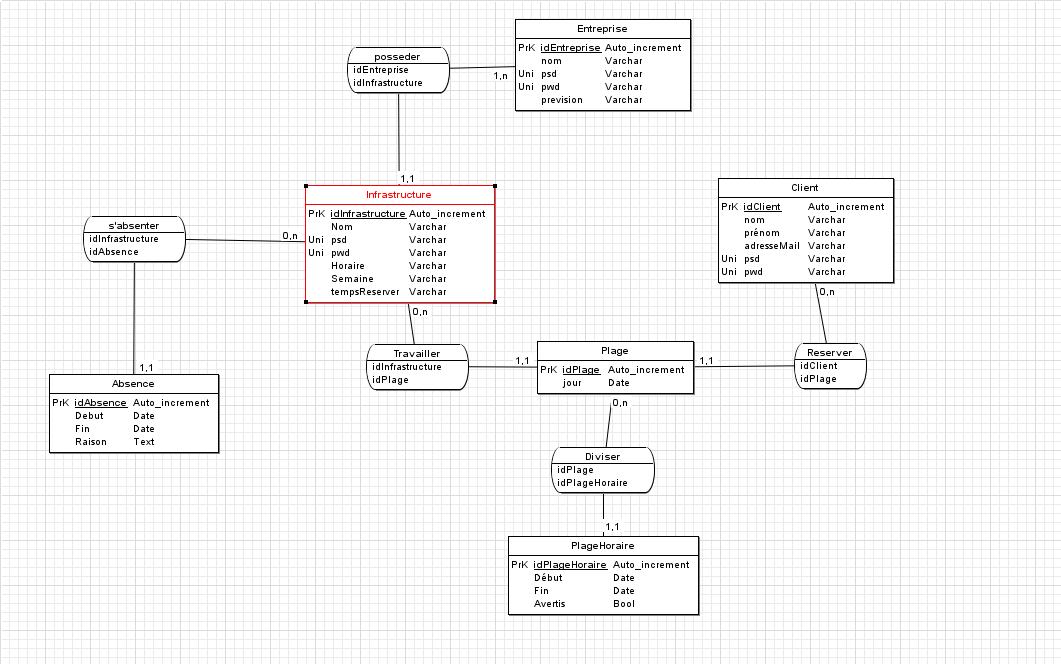 Entreprise
PrK idEntreprise Auto_increment
nom Varchar
Uni psd Varchar
Uni pwd Varchar
prevision Varchar
posseder
idEntreprise
idInfrastructure
1,n
1,1
Infrastructure
PrK idInfrastructure Auto_increment
Nom Varchar
Uni psd Varchar
Uni pwd Varchar
Horaire Varchar
Semaine Varchar
tempsReserver Varchar
Client
PrK idClient Auto_increment
nom Varchar
prénom Varchar
adresseMail Varchar
Uni psd Varchar
Uni pwd Varchar
s'absenter
idInfrastructure
idAbsence
0,n
0,n
0,n
Travailler
idInfrastructure
idPlage
1,1
Plage
PrK idPlage Auto_increment
jour Date
1,1
Reserver
idClient
idPlage
1,1
Absence
PrK idAbsence Auto_increment
Debut Date
Fin Date
Raison Text
0,n
Diviser
idPlage
idPlageHoraire
1,1
PlageHoraire
PrK idPlageHoraire Auto_increment
Début Date
Fin Date
Avertis Bool